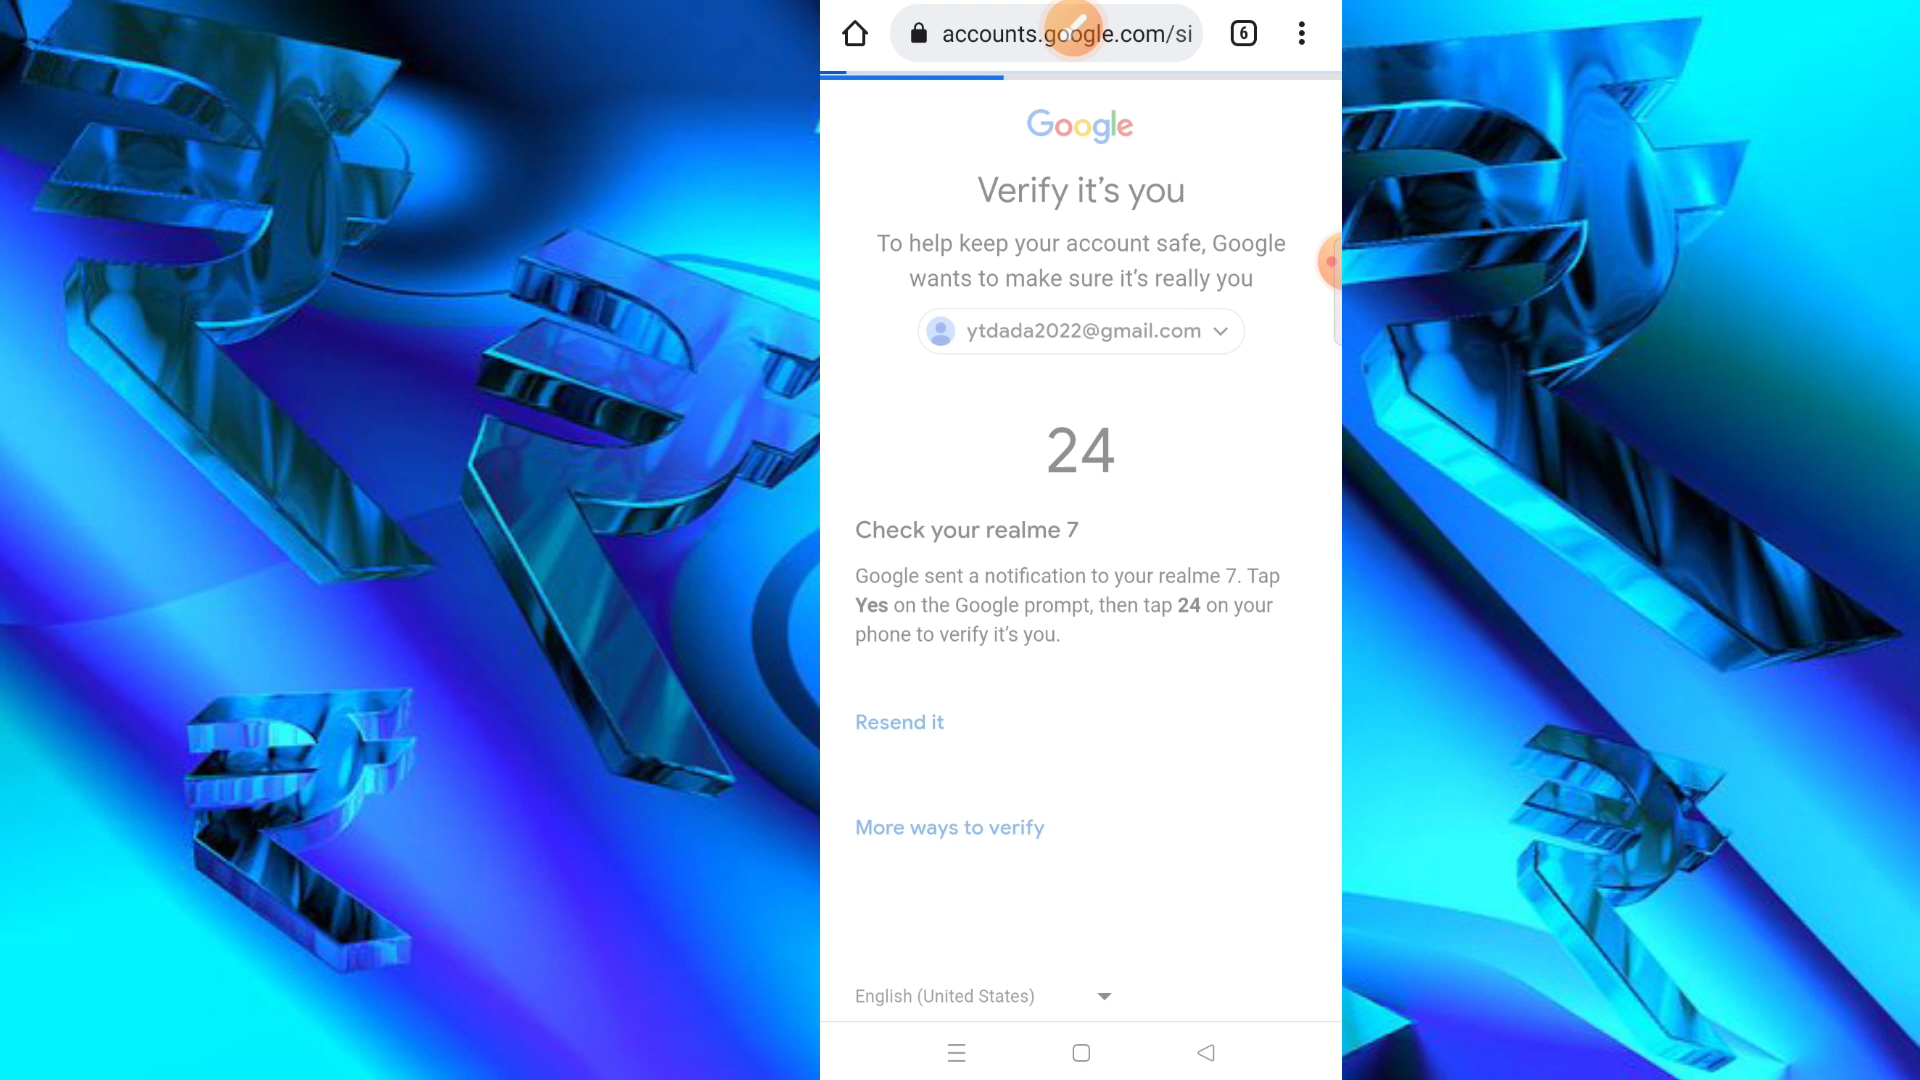 accounts.google.com/si
6
Google
Verify it's you
To help keep your account safe, Google
wants to make sure it's really you
ytdada2022@gmail.com
24
Check your realme 7
Google sent a notification to your realme 7. Tap
Yes on the Google prompt, then tap 24 on your
phone to verify it's you.
Resend it
More ways to verify
English (United States)